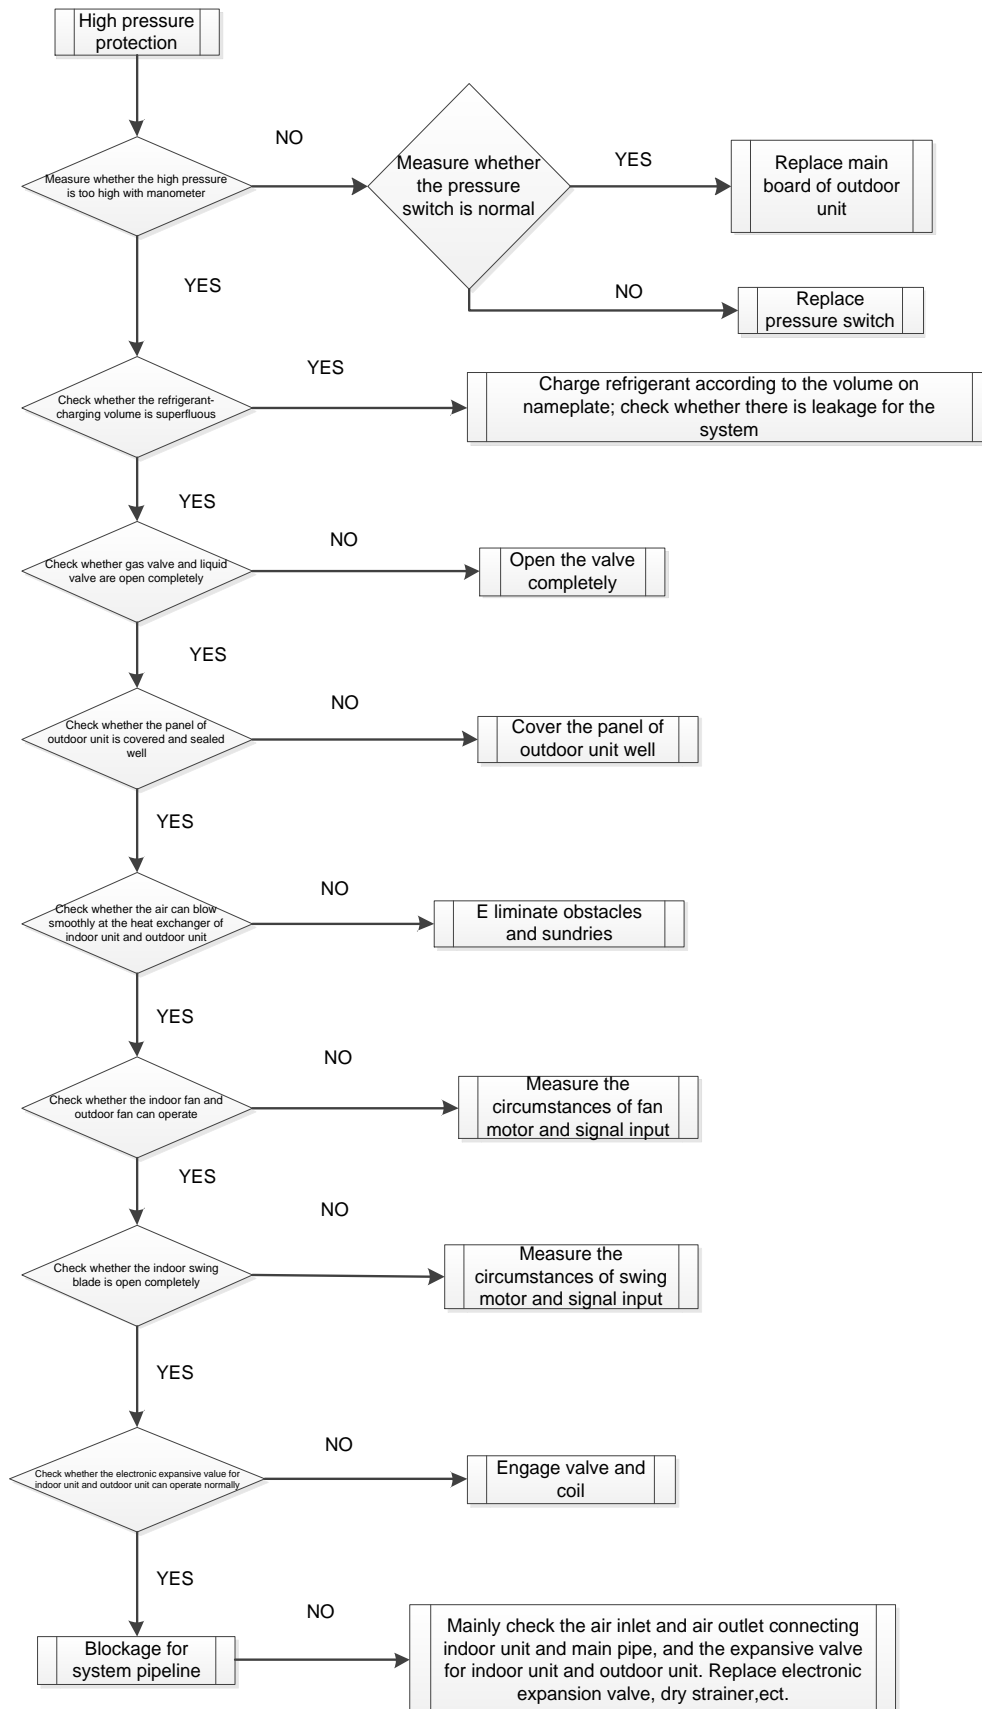 High pressure
protection
NO
Measure whether the high pressure
is too high with manometer
Measure whether
the pressure
switch is normal
YES
Replace main
board of outdoor
unit
YES
NO
Replace
pressure switch
YES
Check whether the refrigerant-
charging volume is superfluous
Charge refrigerant according to the volume on
nameplate; check whether there is leakage for the
system
YES
NO
Check whether gas valve and liquid
valve are open completely
Open the valve
completely
YES
NO
Check whether the panel of
outdoor unit is covered and sealed
well
Cover the panel of
outdoor unit well
YES
NO
Check whether the air can blow
smoothly at the heat exchanger of
indoor unit and outdoor unit
E liminate obstacles
and sundries
YES
NO
Check whether the indoor fan and
outdoor fan can operate
Measure the
circumstances of fan
motor and signal input
YES
NO
Check whether the indoor swing
blade is open completely
Measure the
circumstances of swing
motor and signal input
YES
NO
Check whether the electronic expansive value for
indoor unit and outdoor unit can operate normally
Engage valve and
coil
YES
NO
Blockage for
system pipeline
Mainly check the air inlet and air outlet connecting
indoor unit and main pipe, and the expansive valve
for indoor unit and outdoor unit. Replace electronic
expansion valve, dry strainer,ect.